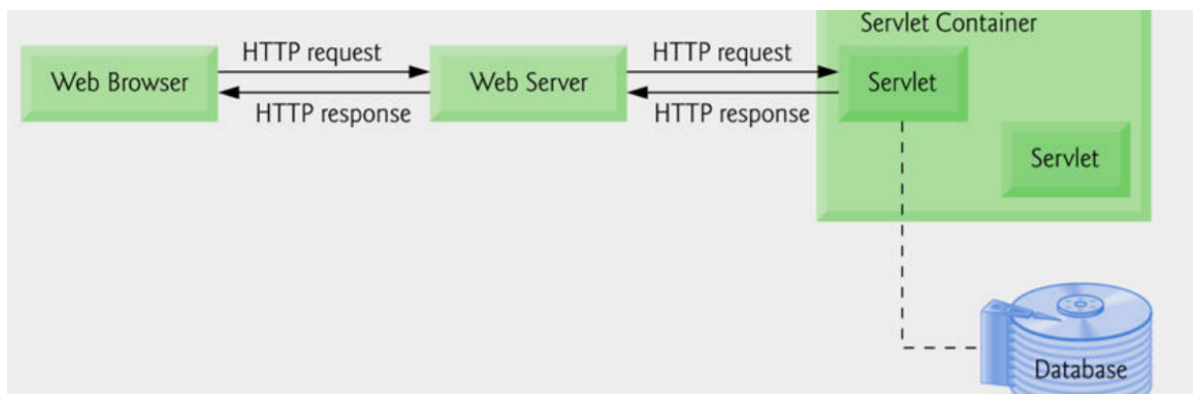 Servlet Container
HTTP request
HTTP request
Web Browser
Web Server
Servlet
HTTP response
HTTP response
Servlet
Database